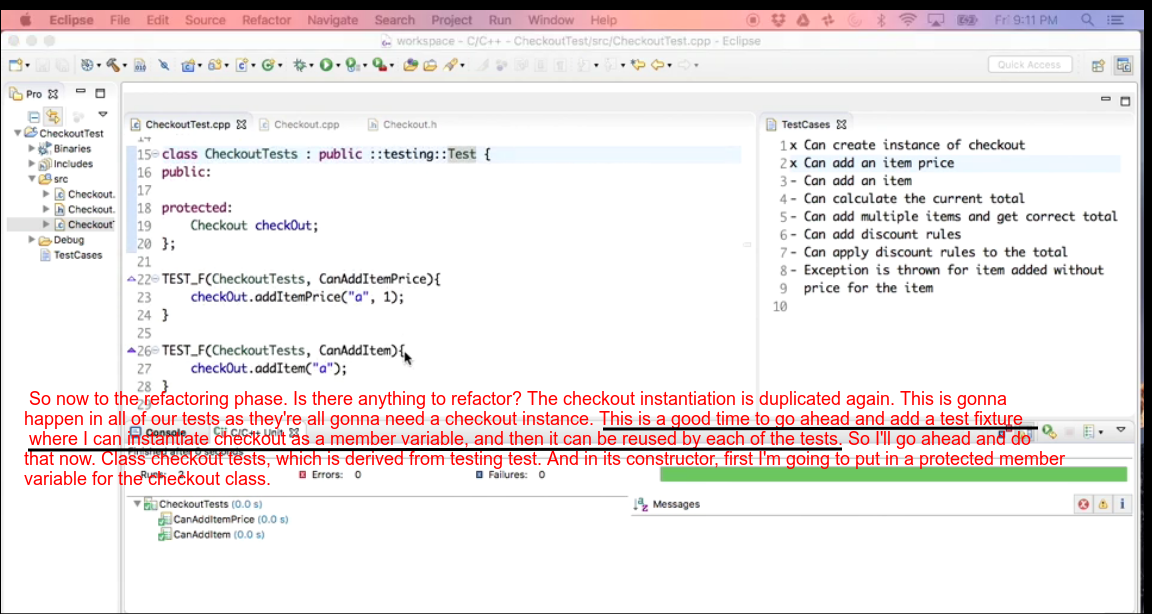 Eclipse File Edit Source Refactor Navigate Search Project Run Window Help Fri 9:11 PM
workspace - C/C++ - CheckoutTest/src/CheckoutTest.cpp - Eclipse
Quick Access
Pro
CheckoutTest
Binaries
Includes
src
Checkout.
Checkout.
Checkout
Debug
TestCases
CheckoutTest.cpp Checkout.cpp Checkout.h
14
15 class CheckoutTests : public ::testing::Test {
16 public:
17
18 protected:
19 Checkout checkOut;
20 };
21
22 TEST_F(CheckoutTests, CanAddItemPrice){
23 checkOut.addItemPrice("a", 1);
24 }
25
26 TEST_F(CheckoutTests, CanAddItem){
27 checkOut.addItem("a");
28 }
29
TestCases
1 x Can create instance of checkout
2 x Can add an item price
3 - Can add an item
4 - Can calculate the current total
5 - Can add multiple items and get correct total
6 - Can add discount rules
7 - Can apply discount rules to the total
8 - Exception is thrown for item added without
9 price for the item
10
So now to the refactoring phase. Is there anything to refactor? The checkout instantiation is duplicated again. This is gonna
happen in all of our tests as they're all gonna need a checkout instance. This is a good time to go ahead and add a test fixture
where I can instantiate checkout as a member variable, and then it can be reused by each of the tests. So I'll go ahead and do
that now. Class checkout tests, which is derived from testing test. And in its constructor, first I'm going to put in a protected member
variable for the checkout class.
Console C/C++ Unit
Finished after 0 seconds
Runs: Errors: 0 Failures: 0
CheckoutTests (0.0 s)
CanAddItemPrice (0.0 s)
CanAddItem (0.0 s)
Messages